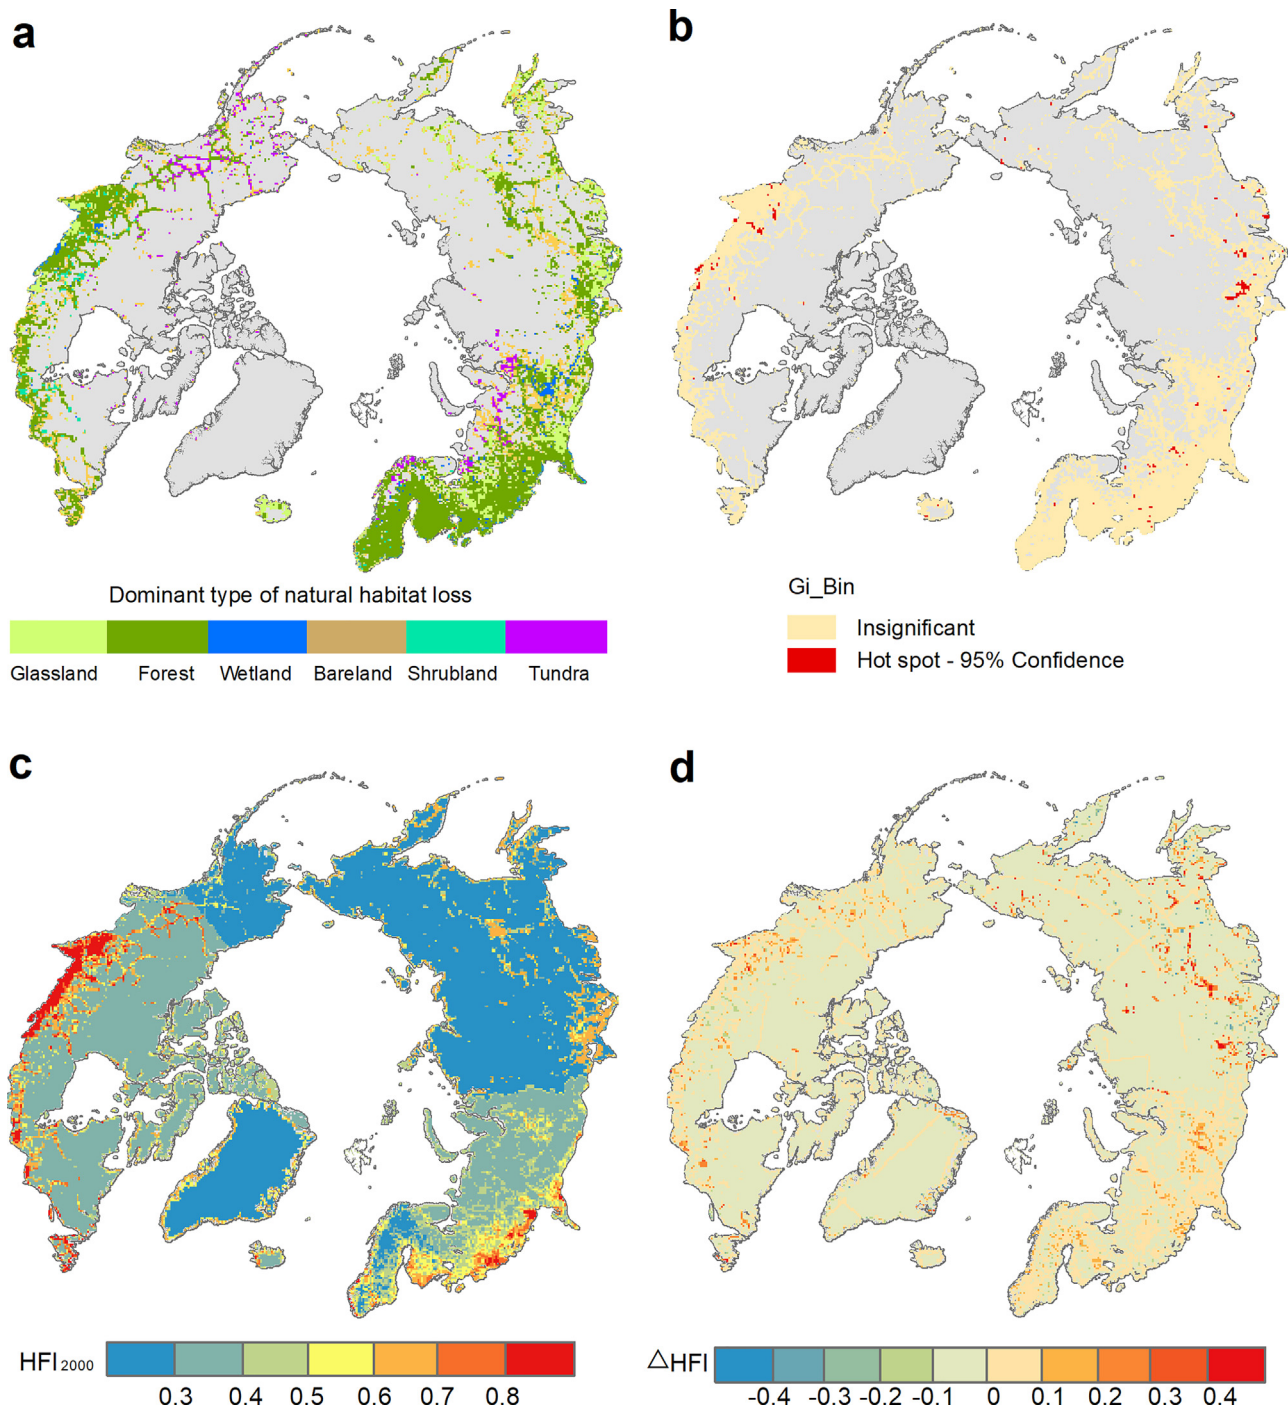 a
b
Dominant type of natural habitat loss
Glassland Forest Wetland Bareland Shrubland Tundra
Gi_Bin
Insignificant
Hot spot - 95% Confidence
c
d
HFI 2000
0.3 0.4 0.5 0.6 0.7 0.8
△HFI
-0.4 -0.3 -0.2 -0.1 0 0.1 0.2 0.3 0.4